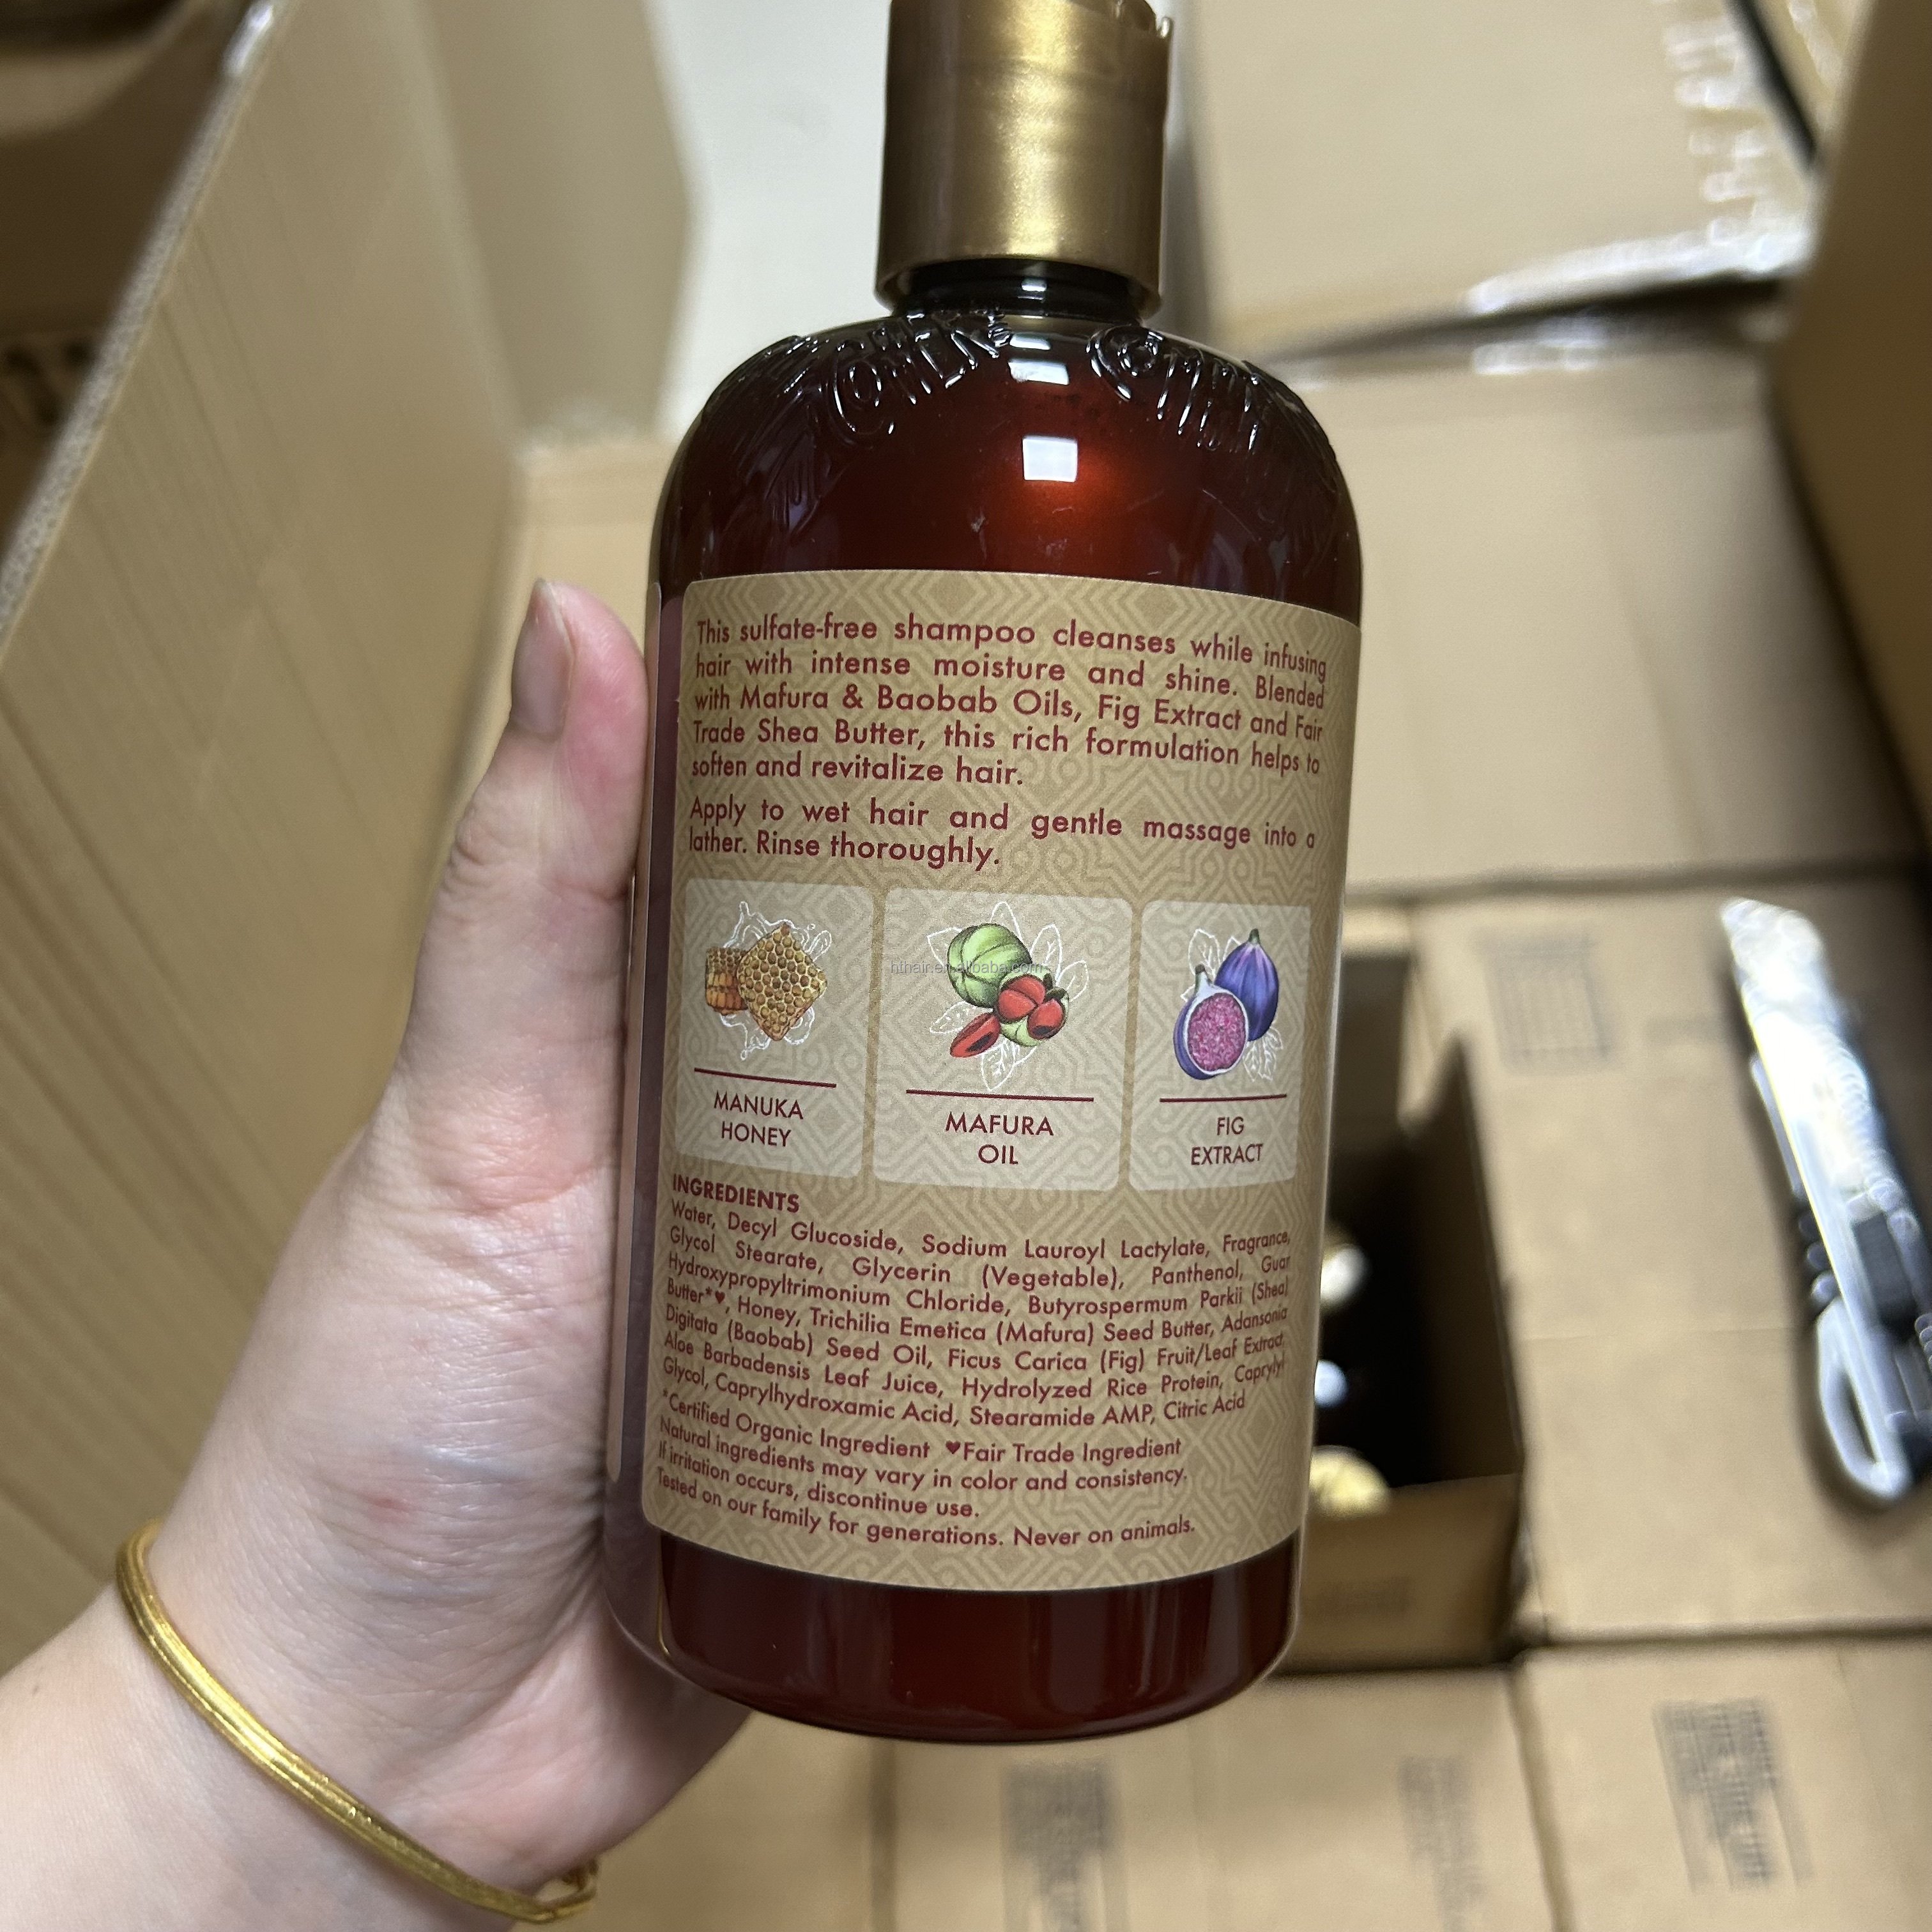 This sulfate-free shampoo cleanses while infusing
hair with intense moisture and shine. Blended
with Mafura & Baobab Oils, Fig Extract and Fair
Trade Shea Butter, this rich formulation helps to
soften and revitalize hair.
Apply to wet hair and gentle massage into a
lather. Rinse thoroughly.
hthair.en.alibaba.com
MANUKA
HONEY
MAFURA
OIL
FIG
EXTRACT
INGREDIENTS
Water, Decyl Glucoside, Sodium Lauroyl Lactylate, Fragrance,
Glycol Stearate, Glycerin (Vegetable), Panthenol, Guar
Hydroxypropyltrimonium Chloride, Butyrospermum Parkii (Shea)
Butter*♥, Honey, Trichilia Emetica (Mafura) Seed Butter, Adansonia
Digitata (Baobab) Seed Oil, Ficus Carica (Fig) Fruit/Leaf Extract,
Aloe Barbadensis Leaf Juice, Hydrolyzed Rice Protein, Caprylyl
Glycol, Caprylhydroxamic Acid, Stearamide AMP, Citric Acid
*Certified Organic Ingredient ♥Fair Trade Ingredient
Natural ingredients may vary in color and consistency.
If irritation occurs, discontinue use.
Tested on our family for generations. Never on animals.